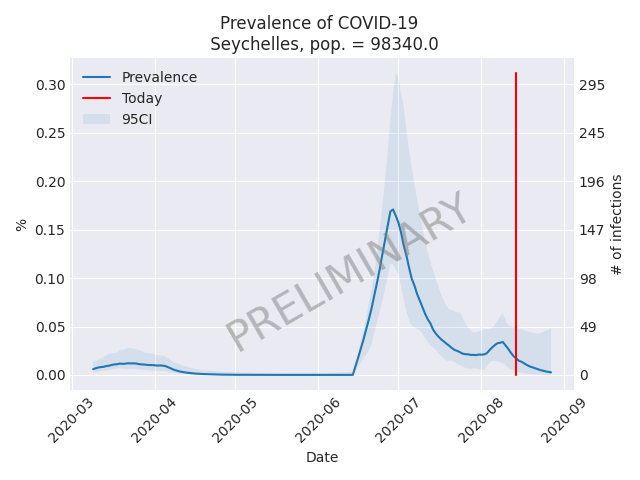 Prevalence of COVID-19
Seychelles, pop. = 98340.0
Prevalence
Today
95CI
PRELIMINARY
%
0.30
0.25
0.20
0.15
0.10
0.05
0.00
295
245
196
147
98
49
0
# of infections
2020-03
2020-04
2020-05
2020-06
2020-07
2020-08
2020-09
Date